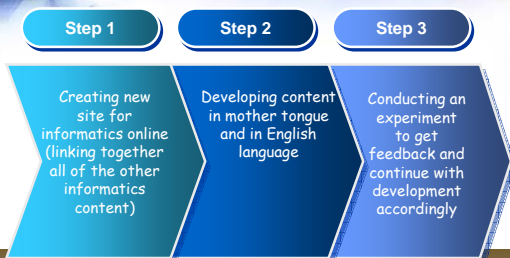 Step 1
Step 2
Step 3
Creating new
site for
informatics online
(linking together
all of the other
informatics
content)
Developing content
in mother tongue
and in English
language
Conducting an
experiment
to get
feedback and
continue with
development
accordingly